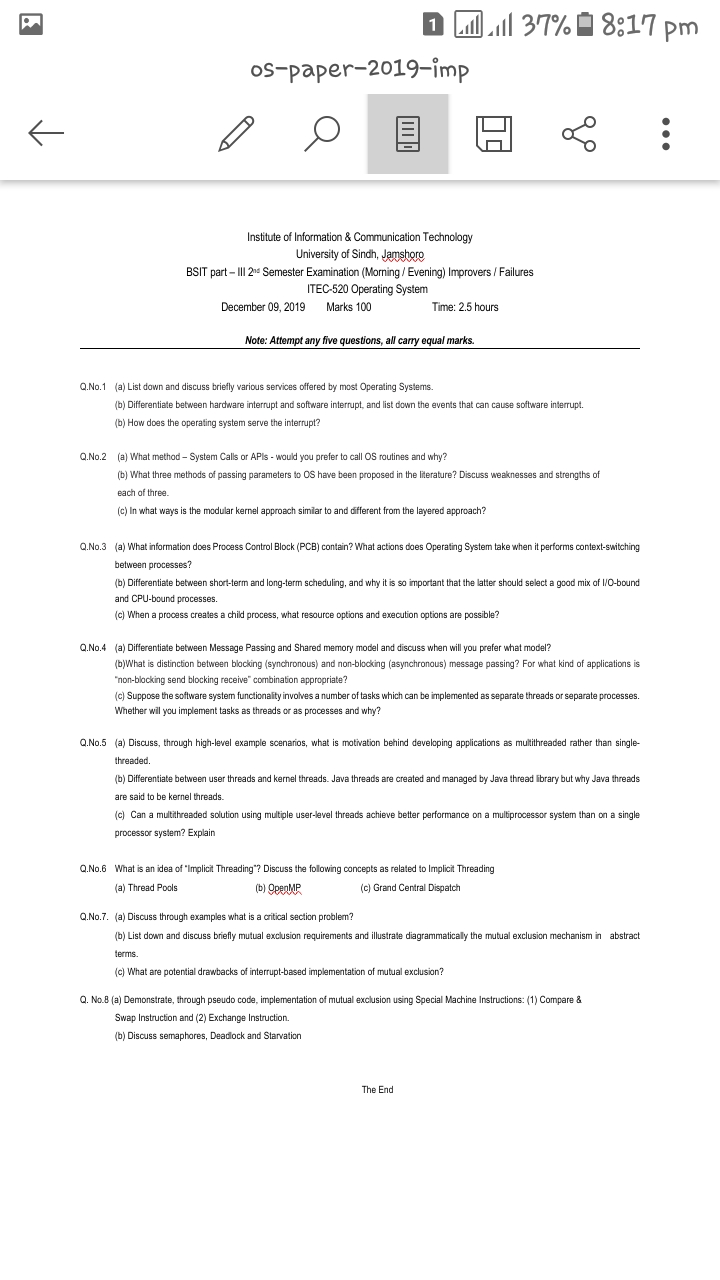 1 37% 8:17 pm
os-paper-2019-imp
Institute of Information & Communication Technology
University of Sindh, Jamshoro
BSIT part – III 2nd Semester Examination (Morning / Evening) Improvers / Failures
ITEC-520 Operating System
December 09, 2019 Marks 100 Time: 2.5 hours
Note: Attempt any five questions, all carry equal marks.
Q.No.1 (a) List down and discuss briefly various services offered by most Operating Systems.
(b) Differentiate between hardware interrupt and software interrupt, and list down the events that can cause software interrupt.
(b) How does the operating system serve the interrupt?
Q.No.2 (a) What method – System Calls or APIs - would you prefer to call OS routines and why?
(b) What three methods of passing parameters to OS have been proposed in the literature? Discuss weaknesses and strengths of
each of three.
(c) In what ways is the modular kernel approach similar to and different from the layered approach?
Q.No.3 (a) What information does Process Control Block (PCB) contain? What actions does Operating System take when it performs context-switching
between processes?
(b) Differentiate between short-term and long-term scheduling, and why it is so important that the latter should select a good mix of I/O-bound
and CPU-bound processes.
(c) When a process creates a child process, what resource options and execution options are possible?
Q.No.4 (a) Differentiate between Message Passing and Shared memory model and discuss when will you prefer what model?
(b)What is distinction between blocking (synchronous) and non-blocking (asynchronous) message passing? For what kind of applications is
“non-blocking send blocking receive” combination appropriate?
(c) Suppose the software system functionality involves a number of tasks which can be implemented as separate threads or separate processes.
Whether will you implement tasks as threads or as processes and why?
Q.No.5 (a) Discuss, through high-level example scenarios, what is motivation behind developing applications as multithreaded rather than single-
threaded.
(b) Differentiate between user threads and kernel threads. Java threads are created and managed by Java thread library but why Java threads
are said to be kernel threads.
(c) Can a multithreaded solution using multiple user-level threads achieve better performance on a multiprocessor system than on a single
processor system? Explain
Q.No.6 What is an idea of “Implicit Threading”? Discuss the following concepts as related to Implicit Threading
(a) Thread Pools (b) OpenMP (c) Grand Central Dispatch
Q.No.7. (a) Discuss through examples what is a critical section problem?
(b) List down and discuss briefly mutual exclusion requirements and illustrate diagrammatically the mutual exclusion mechanism in abstract
terms.
(c) What are potential drawbacks of interrupt-based implementation of mutual exclusion?
Q. No.8 (a) Demonstrate, through pseudo code, implementation of mutual exclusion using Special Machine Instructions: (1) Compare &
Swap Instruction and (2) Exchange Instruction.
(b) Discuss semaphores, Deadlock and Starvation
The End